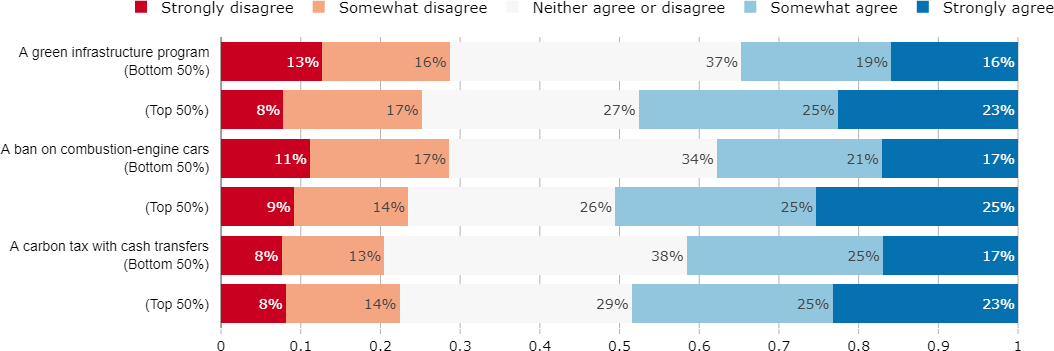 Strongly disagree Somewhat disagree Neither agree or disagree Somewhat agree Strongly agree
A green infrastructure program
(Bottom 50%) 13% 16% 37% 19% 16%
(Top 50%) 8% 17% 27% 25% 23%
A ban on combustion-engine cars
(Bottom 50%) 11% 17% 34% 21% 17%
(Top 50%) 9% 14% 26% 25% 25%
A carbon tax with cash transfers
(Bottom 50%) 8% 13% 38% 25% 17%
(Top 50%) 8% 14% 29% 25% 23%
0 0.1 0.2 0.3 0.4 0.5 0.6 0.7 0.8 0.9 1